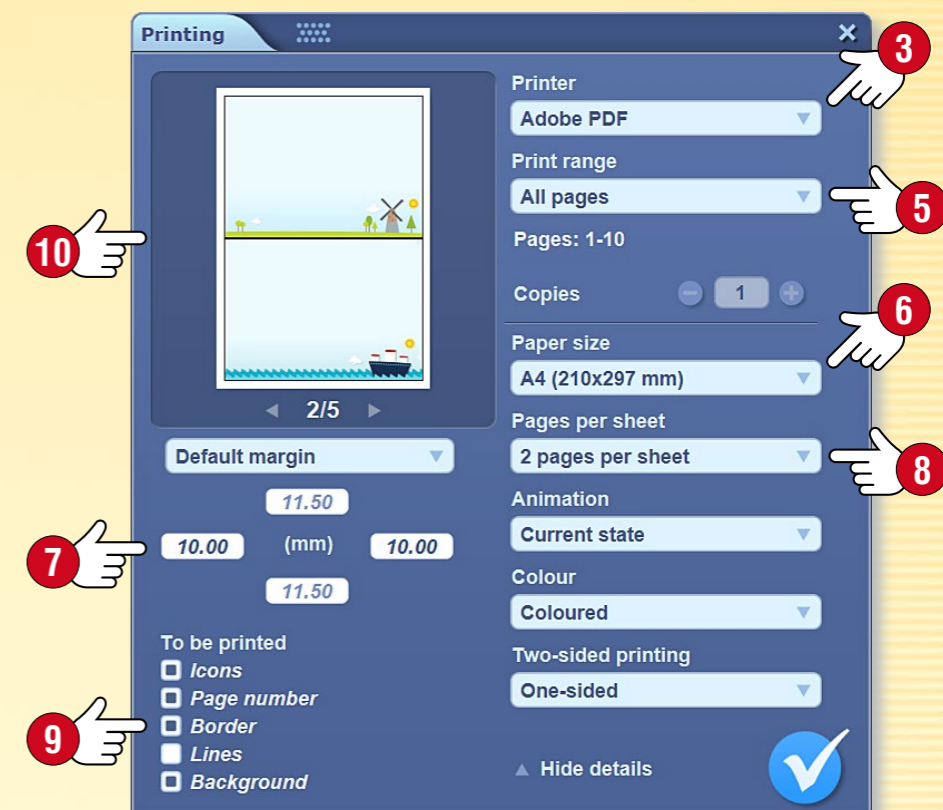 Printing
3
Printer
Adobe PDF
Print range
All pages
5
Pages: 1-10
Copies
1
6
Paper size
A4 (210x297 mm)
Pages per sheet
2 pages per sheet
8
Animation
Current state
Colour
Coloured
Two-sided printing
One-sided
Hide details
10
2/5
Default margin
11.50
7
10.00 (mm) 10.00
11.50
To be printed
Icons
Page number
9
Border
Lines
Background